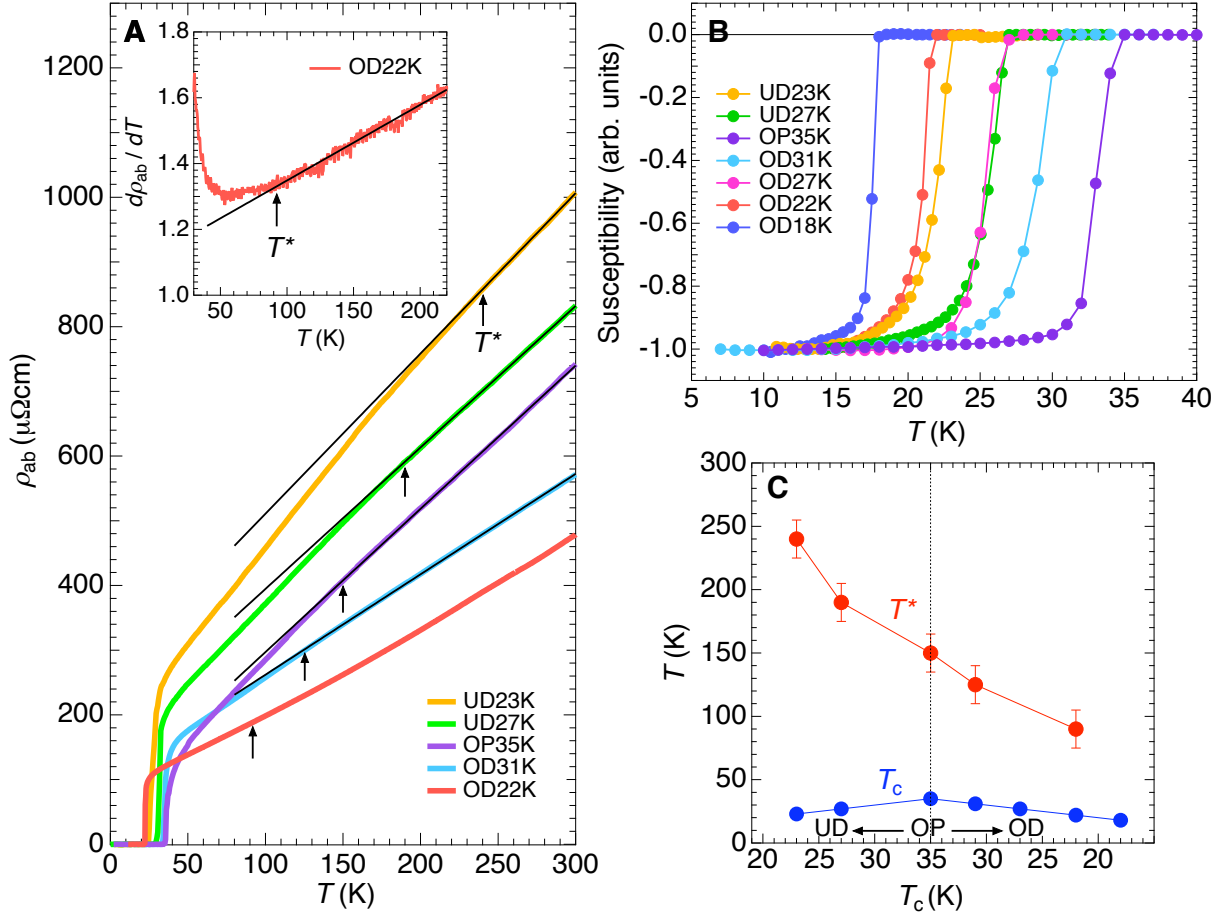 A
1200
1000
800
600
400
200
0
ρab (μΩcm)
0
50
100
150
200
250
300
T (K)
1.8
1.6
1.4
1.2
1.0
dρab / dT
50
100
150
200
T (K)
OD22K
T*
T*
UD23K
UD27K
OP35K
OD31K
OD22K
B
0.0
-0.2
-0.4
-0.6
-0.8
-1.0
Susceptibility (arb. units)
UD23K
UD27K
OP35K
OD31K
OD27K
OD22K
OD18K
5
10
15
20
25
30
35
40
T (K)
C
300
250
200
150
100
50
0
T (K)
T*
Tc
UD OP OD
20
25
30
35
30
25
20
Tc (K)